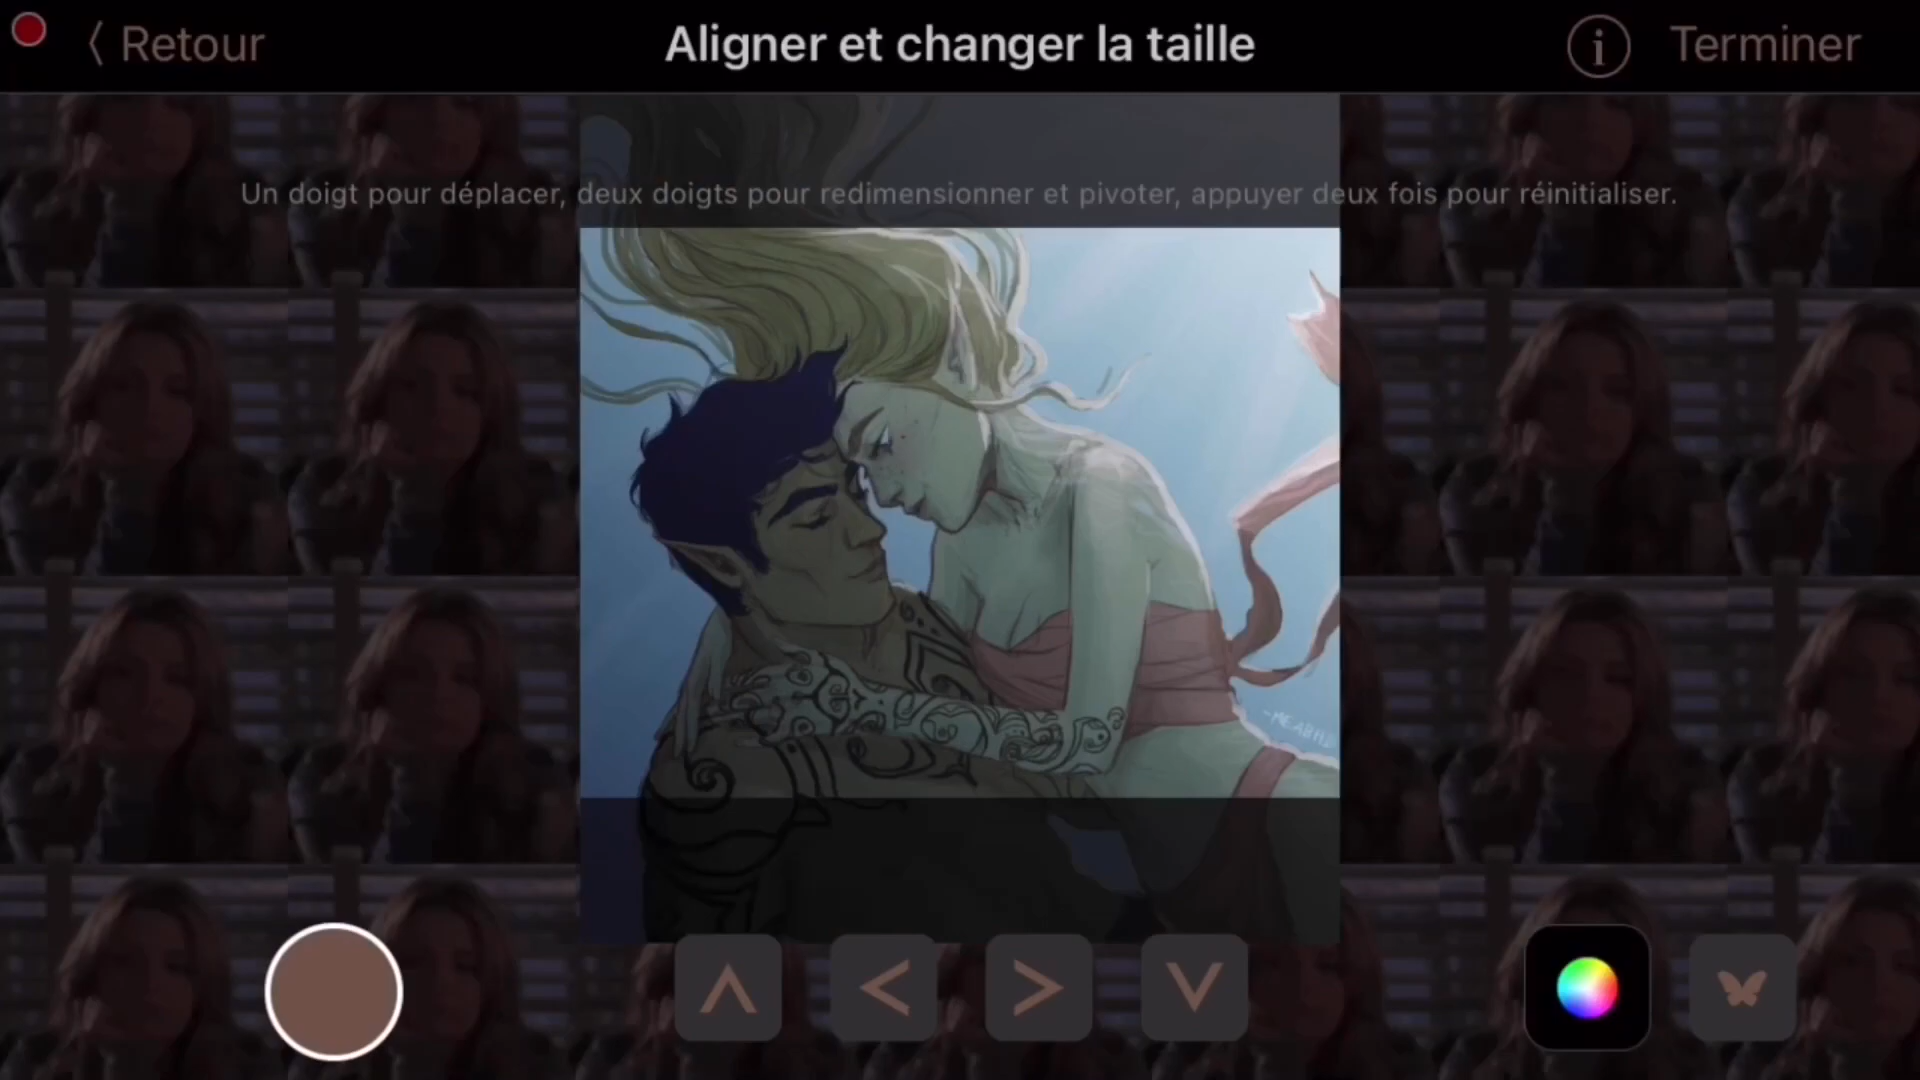 Retour
Aligner et changer la taille
Terminer
Un doigt pour déplacer, deux doigts pour redimensionner et pivoter, appuyer deux fois pour réinitialiser.